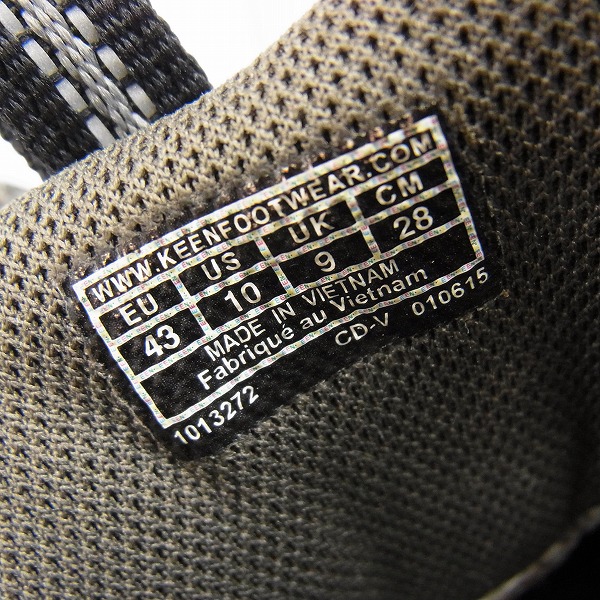 WWW.KEENFOOTWEAR.COM
EU US UK CM
43 10 9 28
MADE IN VIETNAM
Fabriqué au Vietnam
CD-V 010615
1013272